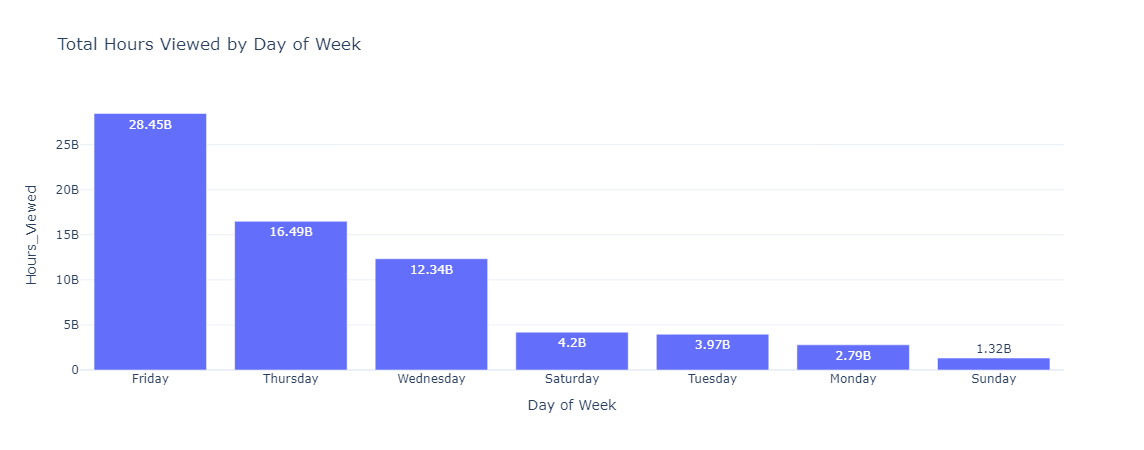 Total Hours Viewed by Day of Week
Hours_Viewed
25B
20B
15B
10B
5B
0
28.45B
16.49B
12.34B
4.2B
3.97B
2.79B
1.32B
Friday
Thursday
Wednesday
Saturday
Tuesday
Monday
Sunday
Day of Week